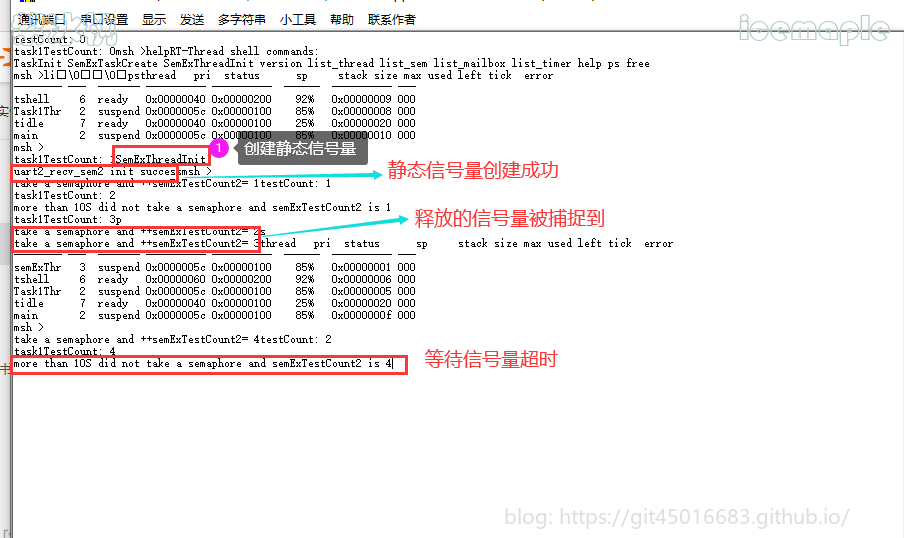 通讯端口 串口设置 显示 发送 多字符串 小工具 帮助 联系作者
icemaple
testCount: 0
task1TestCount: 0msh >helpRT-Thread shell commands:
TaskInit SemExTaskCreate SemExThreadInit version list_thread list_sem list_mailbox list_timer help ps free
msh >li□\0□□\0□psthread pri status sp stack size max used left tick error
tshell 6 ready 0x00000040 0x00000200 92% 0x00000009 000
Task1Thr 2 suspend 0x0000005c 0x00000100 85% 0x00000008 000
tidle 7 ready 0x00000040 0x00000100 25% 0x00000020 000
main 2 suspend 0x0000005c 0x00000100 85% 0x00000010 000
msh >
task1TestCount: 1SemExThreadInit
1 创建静态信号量
uart2_recv_sem2 init successmsh >
静态信号量创建成功
take a semaphore and ++semExTestCount2= 1testCount: 1
task1TestCount: 2
more than 10S did not take a semaphore and semExTestCount2 is 1
task1TestCount: 3p
释放的信号量被捕捉到
take a semaphore and ++semExTestCount2= 2s
take a semaphore and ++semExTestCount2= 3thread pri status sp stack size max used left tick error
semExThr 3 suspend 0x0000005c 0x00000100 85% 0x00000001 000
tshell 6 ready 0x00000060 0x00000200 92% 0x00000006 000
Task1Thr 2 suspend 0x0000005c 0x00000100 85% 0x00000005 000
tidle 7 ready 0x00000040 0x00000100 25% 0x00000020 000
main 2 suspend 0x0000005c 0x00000100 85% 0x0000000f 000
msh >
take a semaphore and ++semExTestCount2= 4testCount: 2
task1TestCount: 4
more than 10S did not take a semaphore and semExTestCount2 is 4
等待信号量超时
书
blog: https://git45016683.github.io/